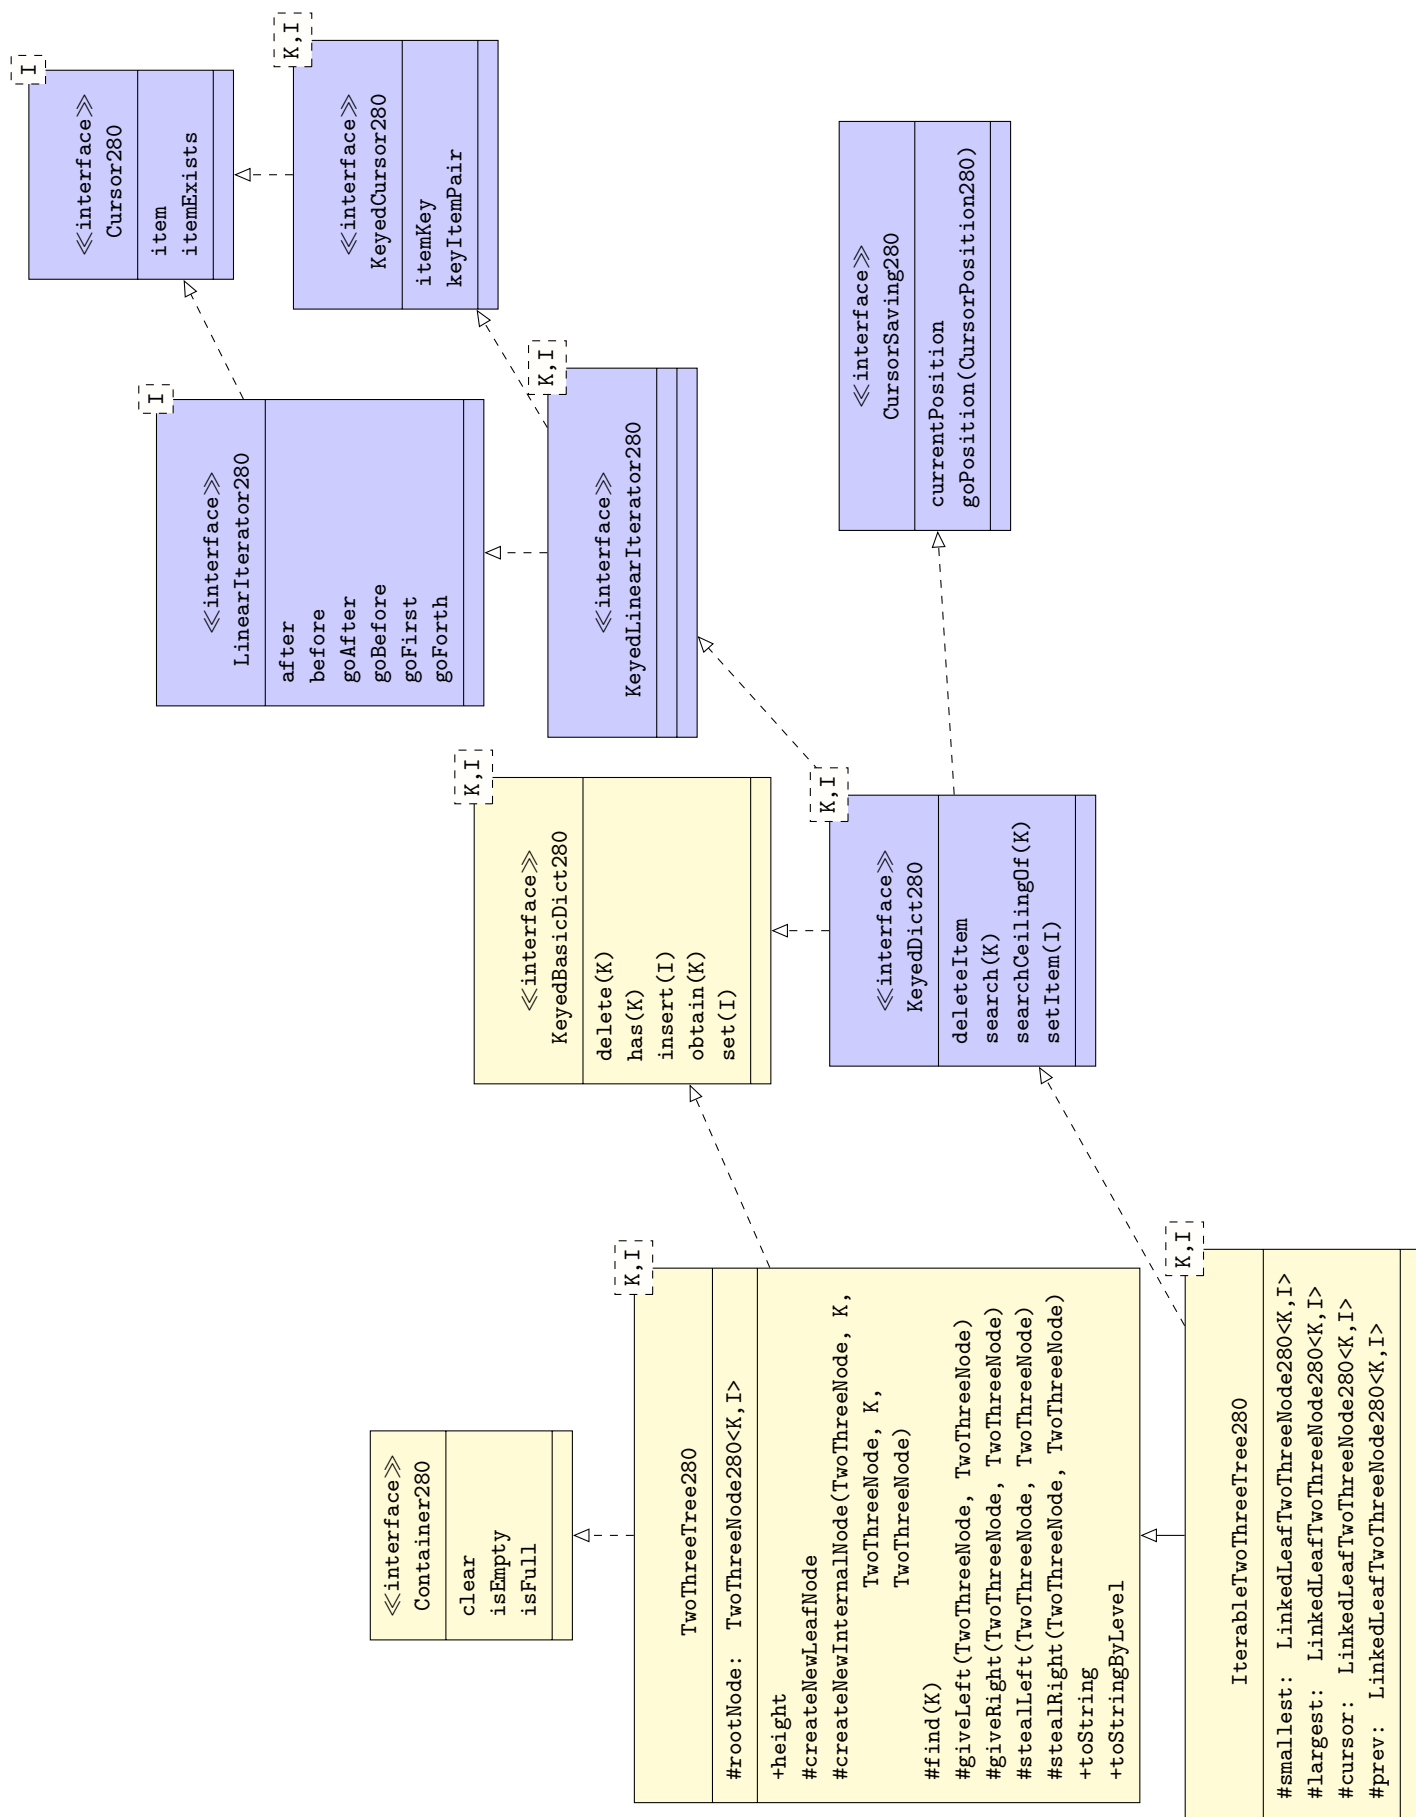 I
≪interface≫
Cursor280
item
itemExists
K,I
≪interface≫
KeyedCursor280
itemKey
keyItemPair
I
≪interface≫
LinearIterator280
after
before
goAfter
goBefore
goFirst
goForth
K,I
≪interface≫
KeyedLinearIterator280
≪interface≫
CursorSaving280
currentPosition
goPosition(CursorPosition280)
K,I
≪interface≫
KeyedBasicDict280
delete(K)
has(K)
insert(I)
obtain(K)
set(I)
K,I
≪interface≫
KeyedDict280
deleteItem
search(K)
searchCeilingOf(K)
setItem(I)
≪interface≫
Container280
clear
isEmpty
isFull
K,I
TwoThreeTree280
#rootNode: TwoThreeNode280<K,I>
+height
#createNewLeafNode
#createNewInternalNode(TwoThreeNode, K,
TwoThreeNode, K,
TwoThreeNode)
#find(K)
#giveLeft(TwoThreeNode, TwoThreeNode)
#giveRight(TwoThreeNode, TwoThreeNode)
#stealLeft(TwoThreeNode, TwoThreeNode)
#stealRight(TwoThreeNode, TwoThreeNode)
+toString
+toStringByLevel
K,I
IterableTwoThreeTree280
#smallest: LinkedLeafTwoThreeNode280<K,I>
#largest: LinkedLeafTwoThreeNode280<K,I>
#cursor: LinkedLeafTwoThreeNode280<K,I>
#prev: LinkedLeafTwoThreeNode280<K,I>